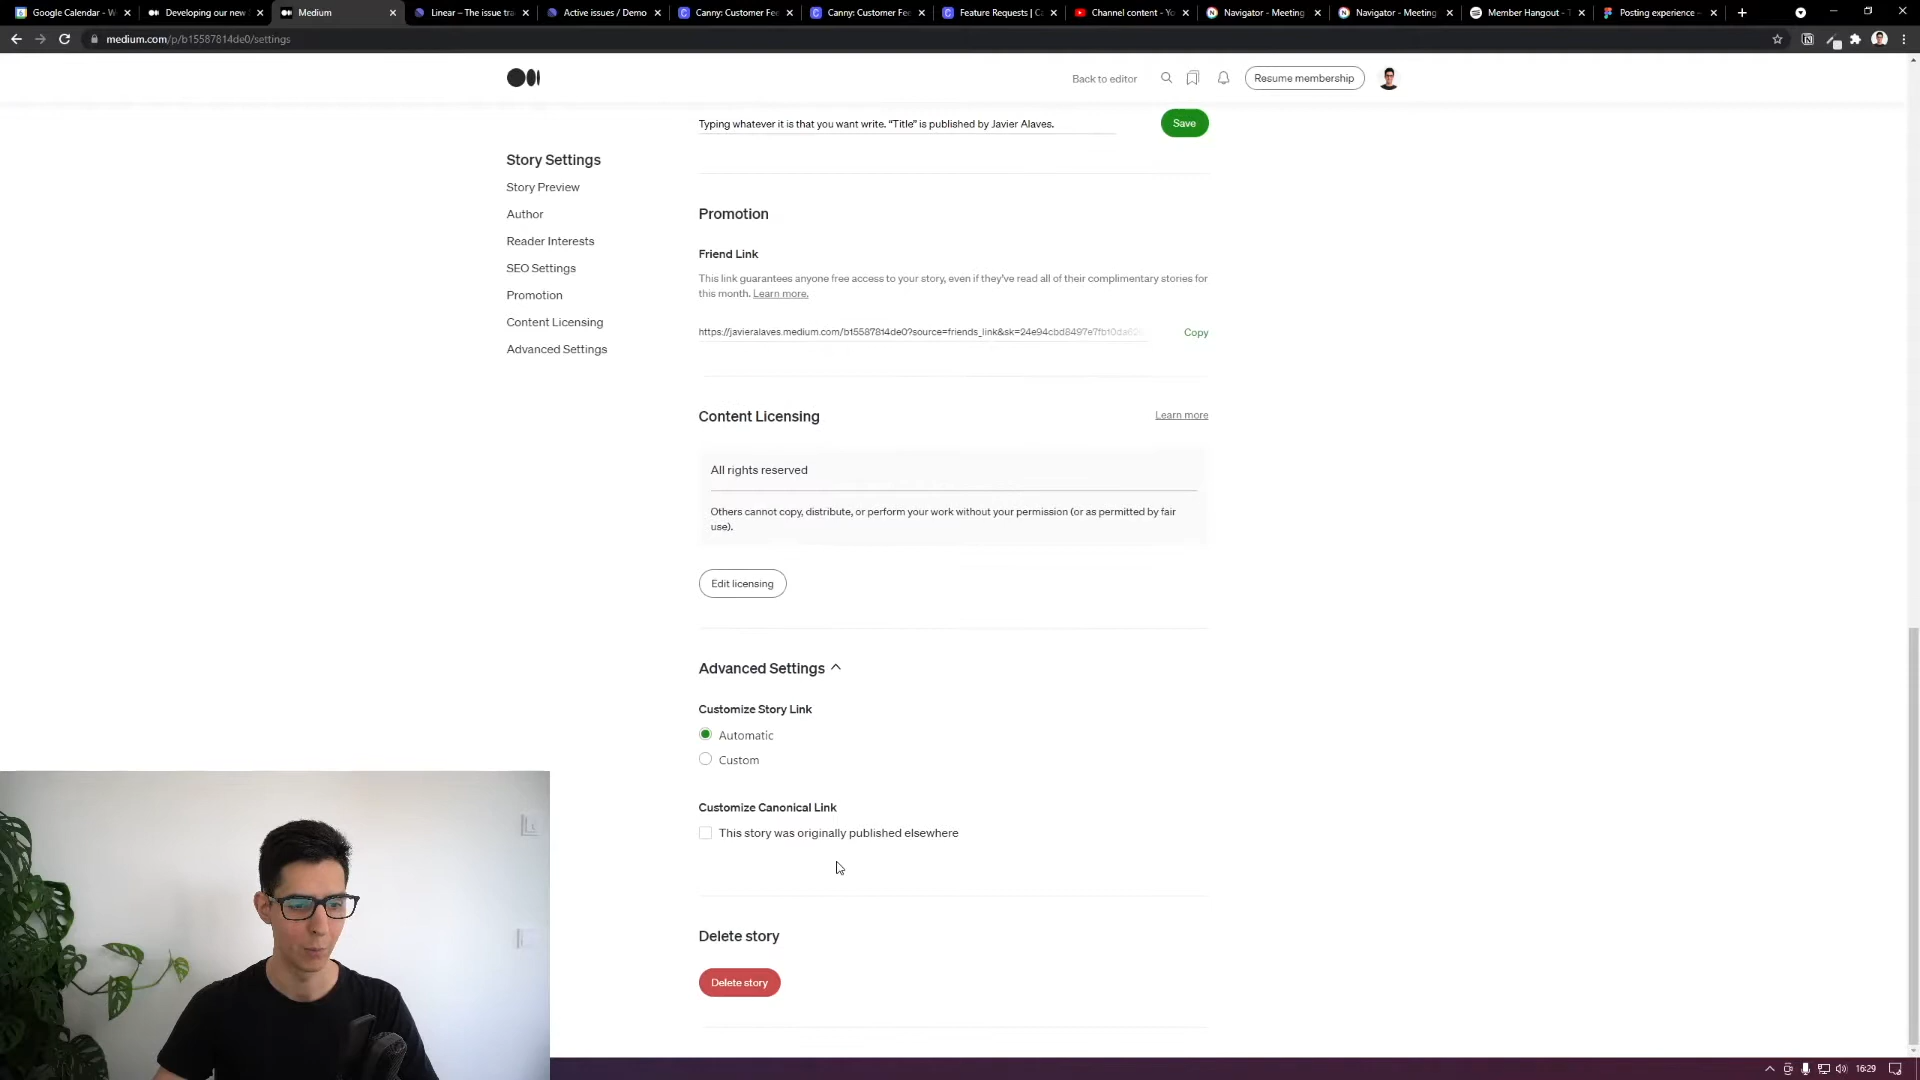 Google Calendar - W
Developing our new
Medium
Linear – The issue tra
Active issues / Demo
Canny: Customer Fee
Canny: Customer Fee
Feature Requests | Ca
Channel content - Yo
Navigator - Meeting
Navigator - Meeting
Member Hangout - T
Posting experience –
medium.com/p/b15587814de0/settings
Back to editor
Resume membership
Typing whatever it is that you want write. “Title” is published by Javier Alaves.
Save
Story Settings
Story Preview
Author
Reader Interests
SEO Settings
Promotion
Content Licensing
Advanced Settings
Promotion
Friend Link
This link guarantees anyone free access to your story, even if they’ve read all of their complimentary stories for
this month. Learn more.
https://javieralaves.medium.com/b15587814de0?source=friends_link&sk=24e94cbd8497e7fb10da626
Copy
Content Licensing
Learn more
All rights reserved
Others cannot copy, distribute, or perform your work without your permission (or as permitted by fair
use).
Edit licensing
Advanced Settings
Customize Story Link
Automatic
Custom
Customize Canonical Link
This story was originally published elsewhere
Delete story
Delete story
16:29